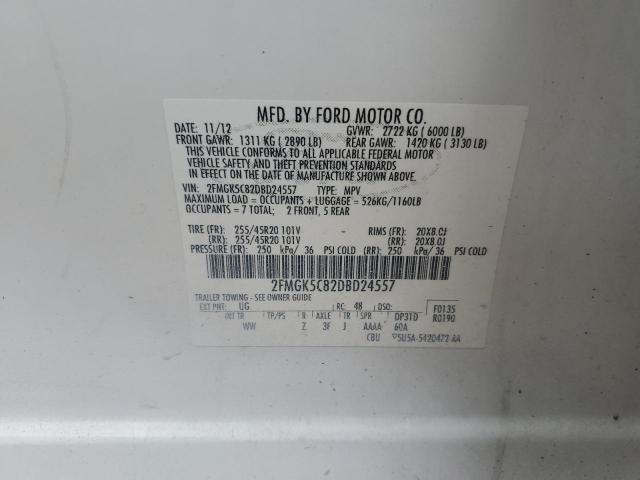 MFD. BY FORD MOTOR CO.
DATE: 11/12 GVWR: 2722 KG ( 6000 LB)
FRONT GAWR: 1311 KG ( 2890 LB) REAR GAWR: 1420 KG ( 3130 LB)
THIS VEHICLE CONFORMS TO ALL APPLICABLE FEDERAL MOTOR
VEHICLE SAFETY AND THEFT PREVENTION STANDARDS
IN EFFECT ON THE DATE OF MANUFACTURE SHOWN ABOVE.
VIN: 2FMGK5C82DBD24557 TYPE: MPV
MAXIMUM LOAD = OCCUPANTS + LUGGAGE = 526KG/1160LB
OCCUPANTS = 7 TOTAL; 2 FRONT, 5 REAR
TIRE (FF): 255/45R20 101V RIMS (FF): 20X8.0J
(RR): 255/45R20 101V (RR): 20X8.0J
PRESSURE (FF): 250 kPa/ 36 PSI COLD (RR): 250 kPa/ 36 PSI COLD
2FMGK5C82DBD24557
TRAILER TOWING - SEE OWNER GUIDE
EXT PNT: UG RC: 48 DSO: F0135
R0190
INT TR TP/PS R AXLE TR SPR DP31D
WW Z 3F J AAAA 60A
CBU 5U5A-5420472-AA